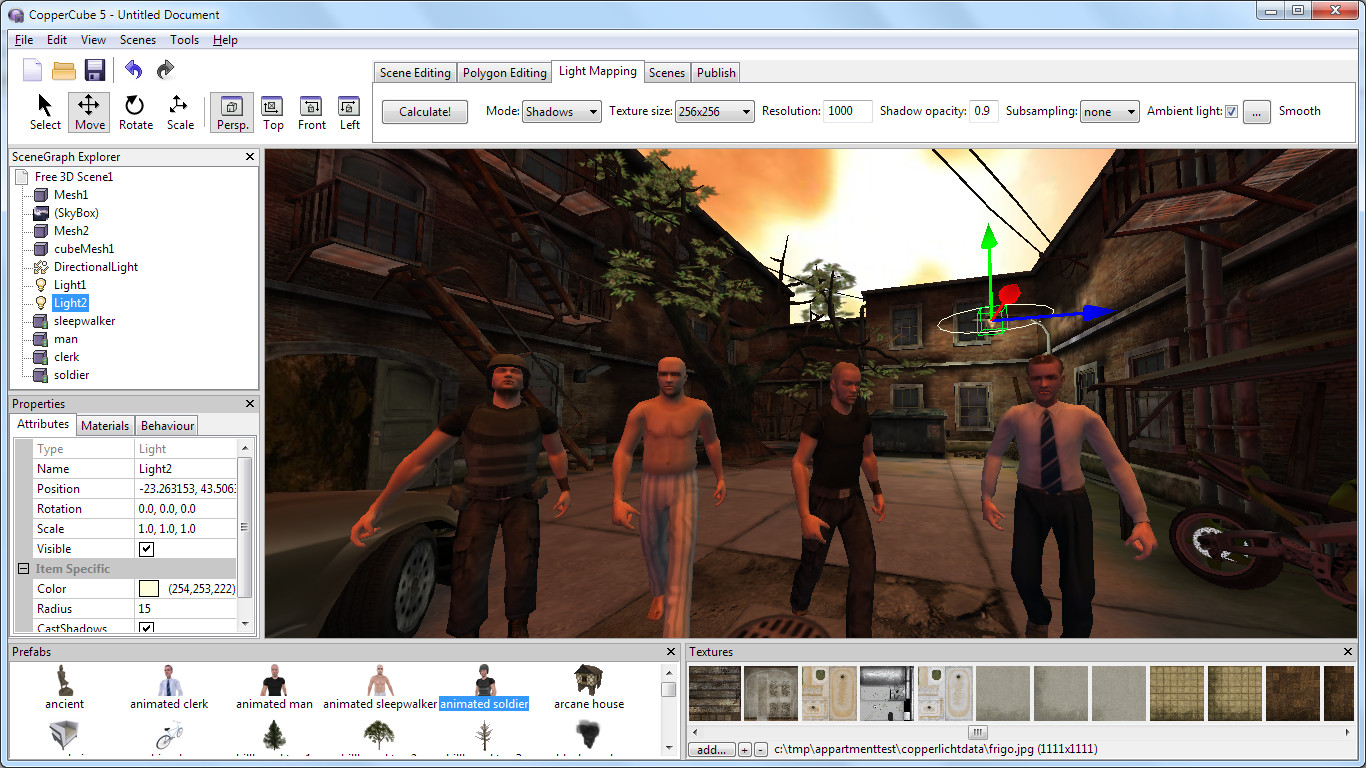 CopperCube 5 - Untitled Document
File Edit View Scenes Tools Help
Scene Editing Polygon Editing Light Mapping Scenes Publish
Select Move Rotate Scale Persp. Top Front Left
Calculate! Mode: Shadows Texture size: 256x256 Resolution: 1000 Shadow opacity: 0.9 Subsampling: none Ambient light: ... Smooth
SceneGraph Explorer
Free 3D Scene1
Mesh1
(SkyBox)
Mesh2
cubeMesh1
DirectionalLight
Light1
Light2
sleepwalker
man
clerk
soldier
Properties
Attributes Materials Behaviour
Type Light
Name Light2
Position -23.263153, 43.506
Rotation 0.0, 0.0, 0.0
Scale 1.0, 1.0, 1.0
Visible
Item Specific
Color (254,253,222)
Radius 15
CastShadows
Prefabs
ancient animated clerk animated man animated sleepwalker animated soldier arcane house
Textures
add... + - c:\tmp\appartmenttest\copperlichtdata\frigo.jpg (1111x1111)